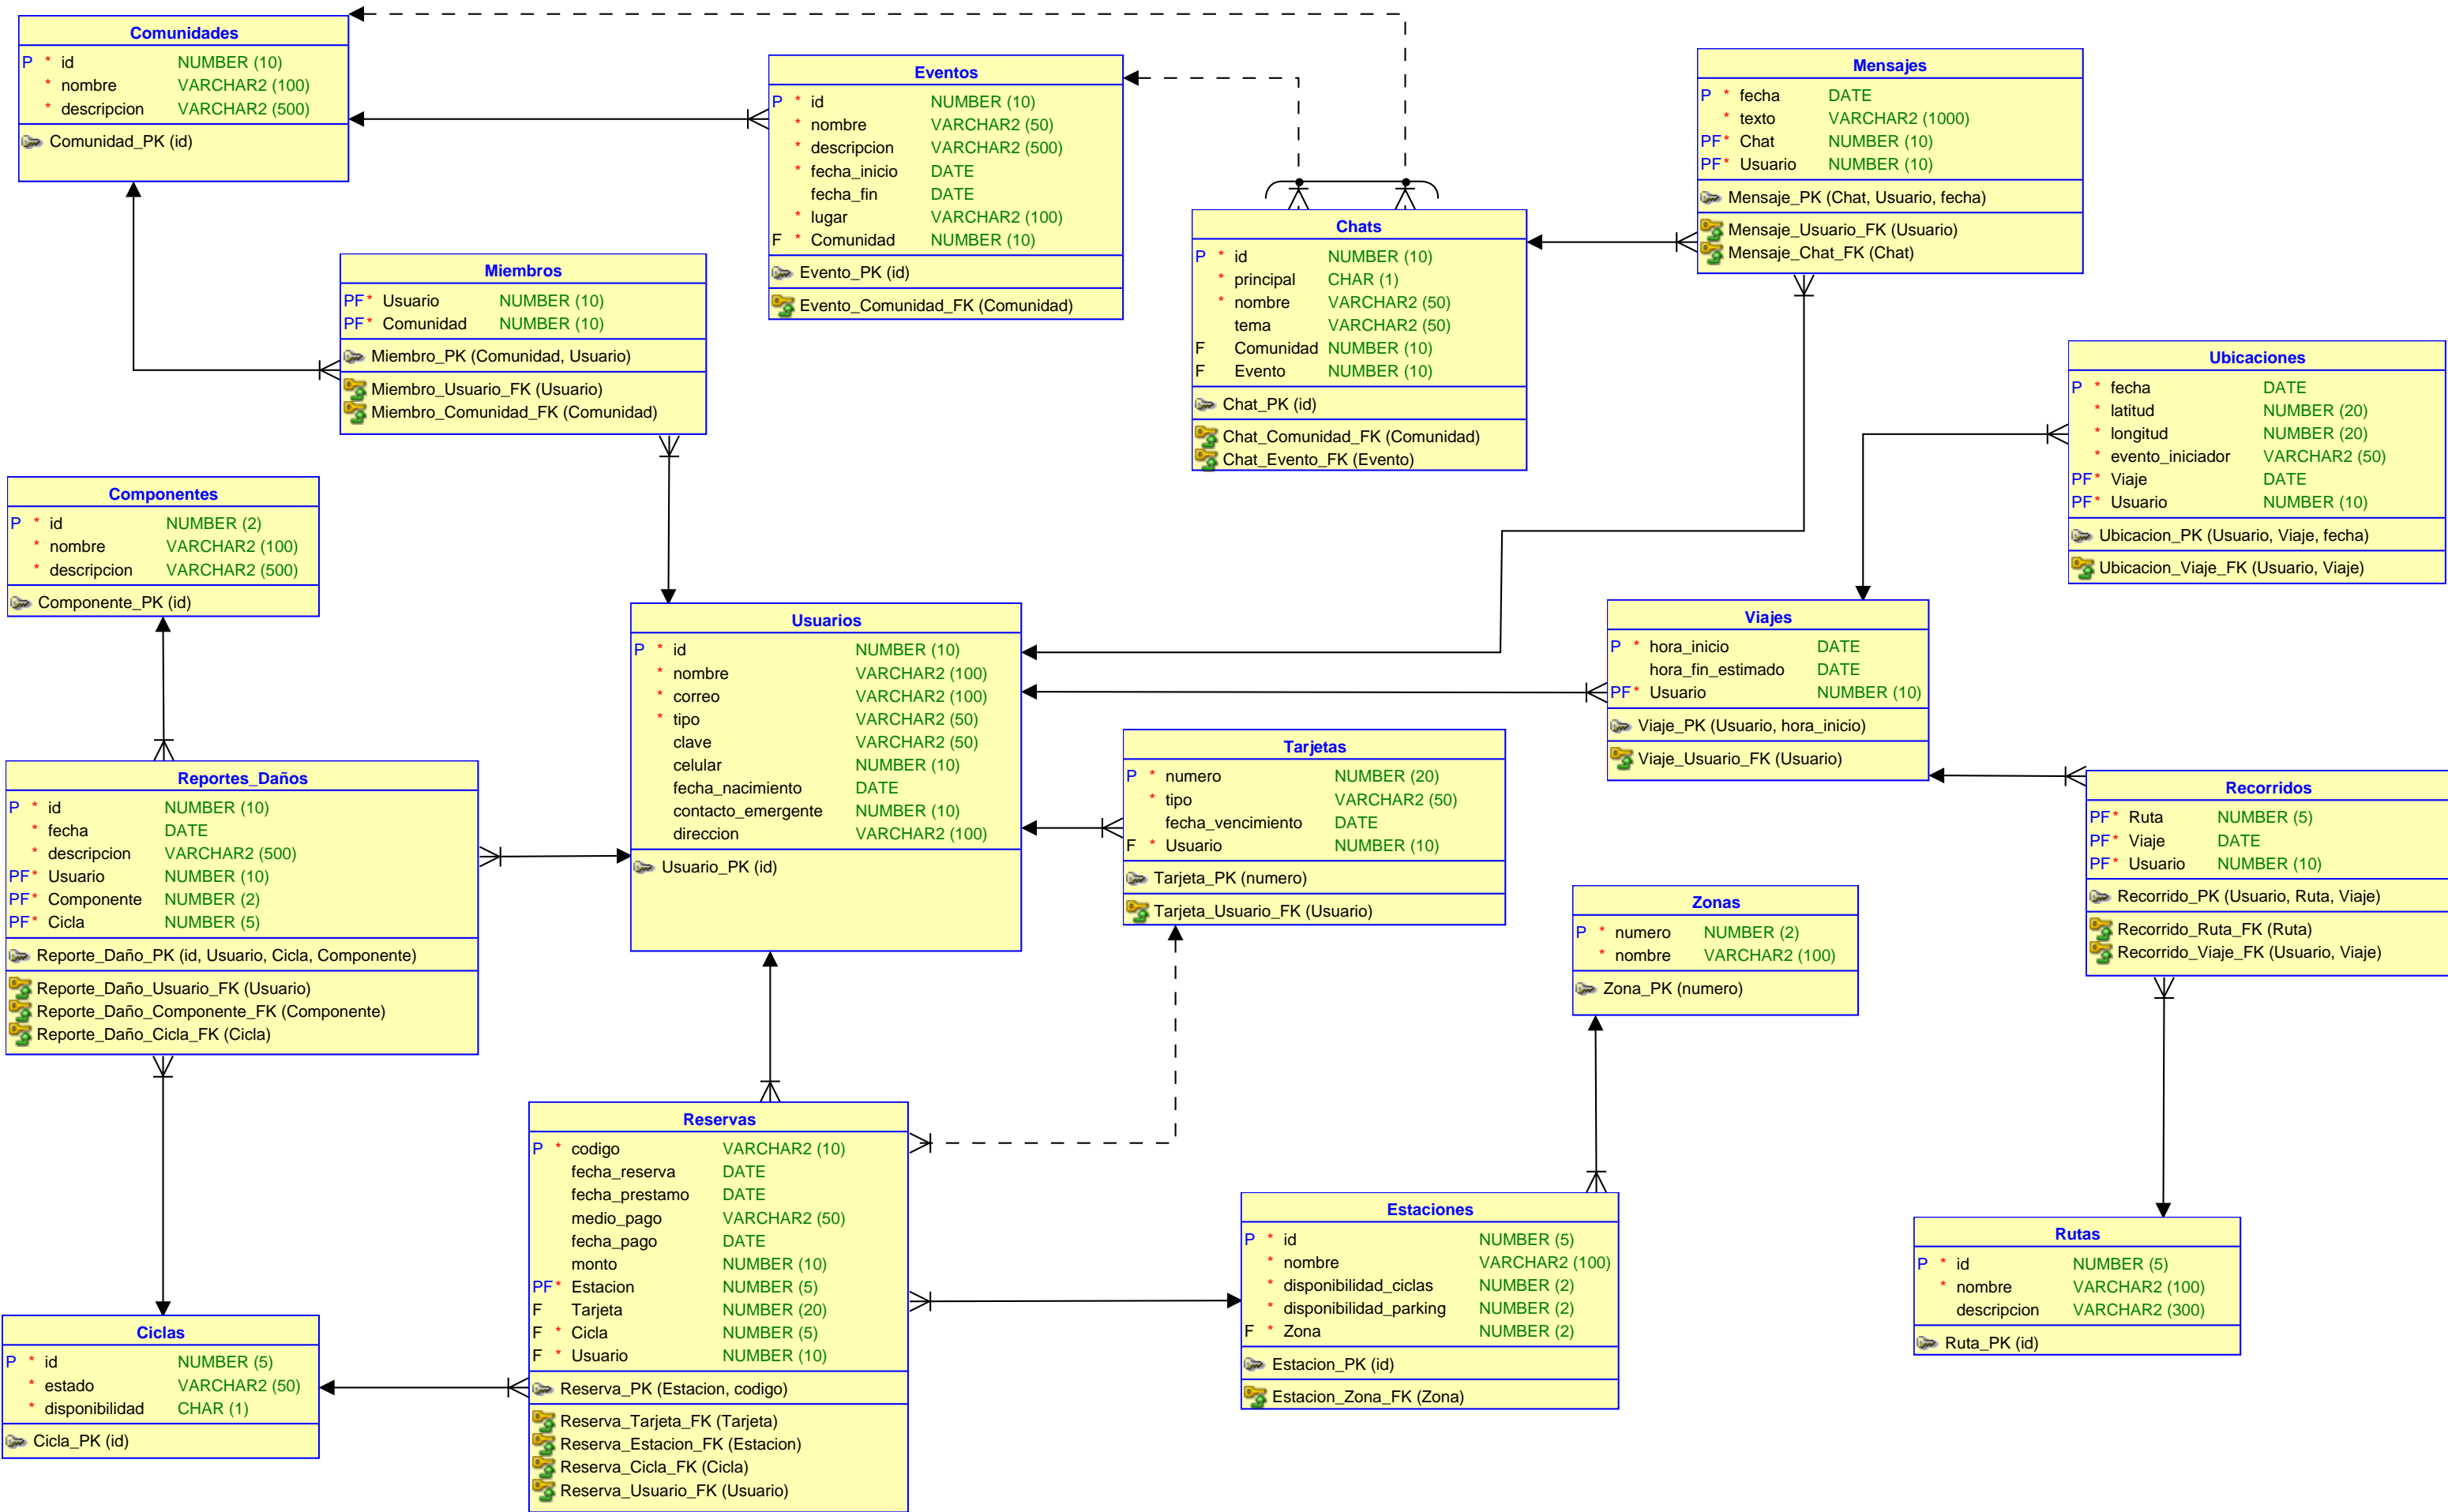 Comunidades
P * id NUMBER (10)
* nombre VARCHAR2 (100)
* descripcion VARCHAR2 (500)
Comunidad_PK (id)
Eventos
P * id NUMBER (10)
* nombre VARCHAR2 (50)
* descripcion VARCHAR2 (500)
* fecha_inicio DATE
fecha_fin DATE
* lugar VARCHAR2 (100)
F * Comunidad NUMBER (10)
Evento_PK (id)
Evento_Comunidad_FK (Comunidad)
Mensajes
P * fecha DATE
* texto VARCHAR2 (1000)
PF* Chat NUMBER (10)
PF* Usuario NUMBER (10)
Mensaje_PK (Chat, Usuario, fecha)
Mensaje_Usuario_FK (Usuario)
Mensaje_Chat_FK (Chat)
Chats
P * id NUMBER (10)
* principal CHAR (1)
* nombre VARCHAR2 (50)
tema VARCHAR2 (50)
F Comunidad NUMBER (10)
F Evento NUMBER (10)
Chat_PK (id)
Chat_Comunidad_FK (Comunidad)
Chat_Evento_FK (Evento)
Miembros
PF* Usuario NUMBER (10)
PF* Comunidad NUMBER (10)
Miembro_PK (Comunidad, Usuario)
Miembro_Usuario_FK (Usuario)
Miembro_Comunidad_FK (Comunidad)
Ubicaciones
P * fecha DATE
* latitud NUMBER (20)
* longitud NUMBER (20)
* evento_iniciador VARCHAR2 (50)
PF* Viaje DATE
PF* Usuario NUMBER (10)
Ubicacion_PK (Usuario, Viaje, fecha)
Ubicacion_Viaje_FK (Usuario, Viaje)
Componentes
P * id NUMBER (2)
* nombre VARCHAR2 (100)
* descripcion VARCHAR2 (500)
Componente_PK (id)
Usuarios
P * id NUMBER (10)
* nombre VARCHAR2 (100)
* correo VARCHAR2 (100)
* tipo VARCHAR2 (50)
clave VARCHAR2 (50)
celular NUMBER (10)
fecha_nacimiento DATE
contacto_emergente NUMBER (10)
direccion VARCHAR2 (100)
Usuario_PK (id)
Viajes
P * hora_inicio DATE
hora_fin_estimado DATE
PF* Usuario NUMBER (10)
Viaje_PK (Usuario, hora_inicio)
Viaje_Usuario_FK (Usuario)
Tarjetas
P * numero NUMBER (20)
* tipo VARCHAR2 (50)
fecha_vencimiento DATE
F * Usuario NUMBER (10)
Tarjeta_PK (numero)
Tarjeta_Usuario_FK (Usuario)
Reportes_Daños
P * id NUMBER (10)
* fecha DATE
* descripcion VARCHAR2 (500)
PF* Usuario NUMBER (10)
PF* Componente NUMBER (2)
PF* Cicla NUMBER (5)
Reporte_Daño_PK (id, Usuario, Cicla, Componente)
Reporte_Daño_Usuario_FK (Usuario)
Reporte_Daño_Componente_FK (Componente)
Reporte_Daño_Cicla_FK (Cicla)
Recorridos
PF* Ruta NUMBER (5)
PF* Viaje DATE
PF* Usuario NUMBER (10)
Recorrido_PK (Usuario, Ruta, Viaje)
Recorrido_Ruta_FK (Ruta)
Recorrido_Viaje_FK (Usuario, Viaje)
Zonas
P * numero NUMBER (2)
* nombre VARCHAR2 (100)
Zona_PK (numero)
Reservas
P * codigo VARCHAR2 (10)
fecha_reserva DATE
fecha_prestamo DATE
medio_pago VARCHAR2 (50)
fecha_pago DATE
monto NUMBER (10)
PF* Estacion NUMBER (5)
F Tarjeta NUMBER (20)
F * Cicla NUMBER (5)
F * Usuario NUMBER (10)
Reserva_PK (Estacion, codigo)
Reserva_Tarjeta_FK (Tarjeta)
Reserva_Estacion_FK (Estacion)
Reserva_Cicla_FK (Cicla)
Reserva_Usuario_FK (Usuario)
Estaciones
P * id NUMBER (5)
* nombre VARCHAR2 (100)
* disponibilidad_ciclas NUMBER (2)
* disponibilidad_parking NUMBER (2)
F * Zona NUMBER (2)
Estacion_PK (id)
Estacion_Zona_FK (Zona)
Rutas
P * id NUMBER (5)
* nombre VARCHAR2 (100)
descripcion VARCHAR2 (300)
Ruta_PK (id)
Ciclas
P * id NUMBER (5)
* estado VARCHAR2 (50)
* disponibilidad CHAR (1)
Cicla_PK (id)